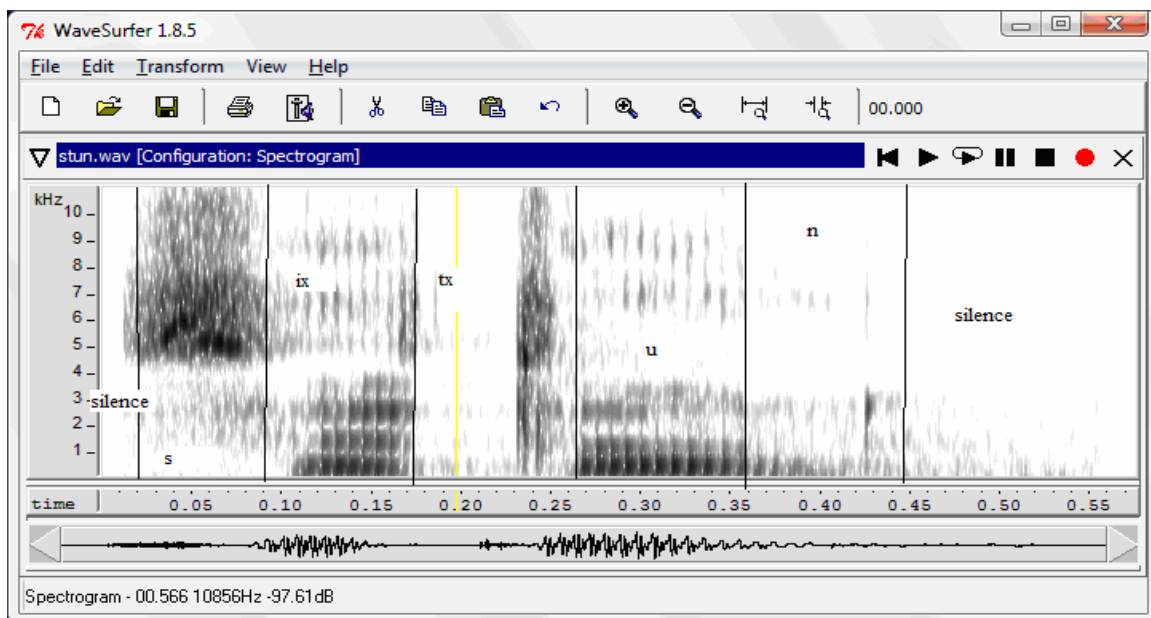 WaveSurfer 1.8.5
File Edit Transform View Help
00.000
stun.wav [Configuration: Spectrogram]
kHz
10
9
n
8
ix
tx
7
6
silence
5
u
4
3
silence
2
1
s
time 0.05 0.10 0.15 0.20 0.25 0.30 0.35 0.40 0.45 0.50 0.55
Spectrogram - 00.566 10856Hz -97.61dB